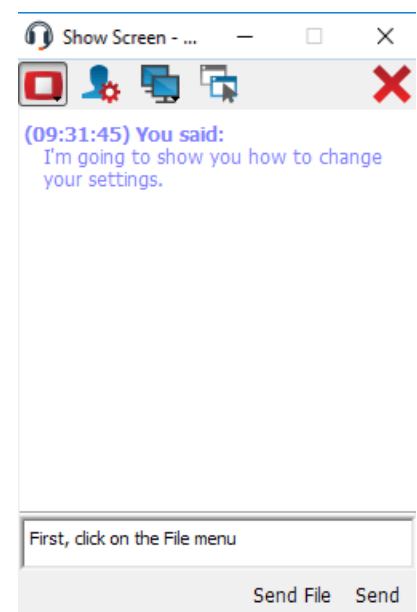 Show Screen - ...
(09:31:45) You said:
I'm going to show you how to change
your settings.
First, click on the File menu
Send File Send